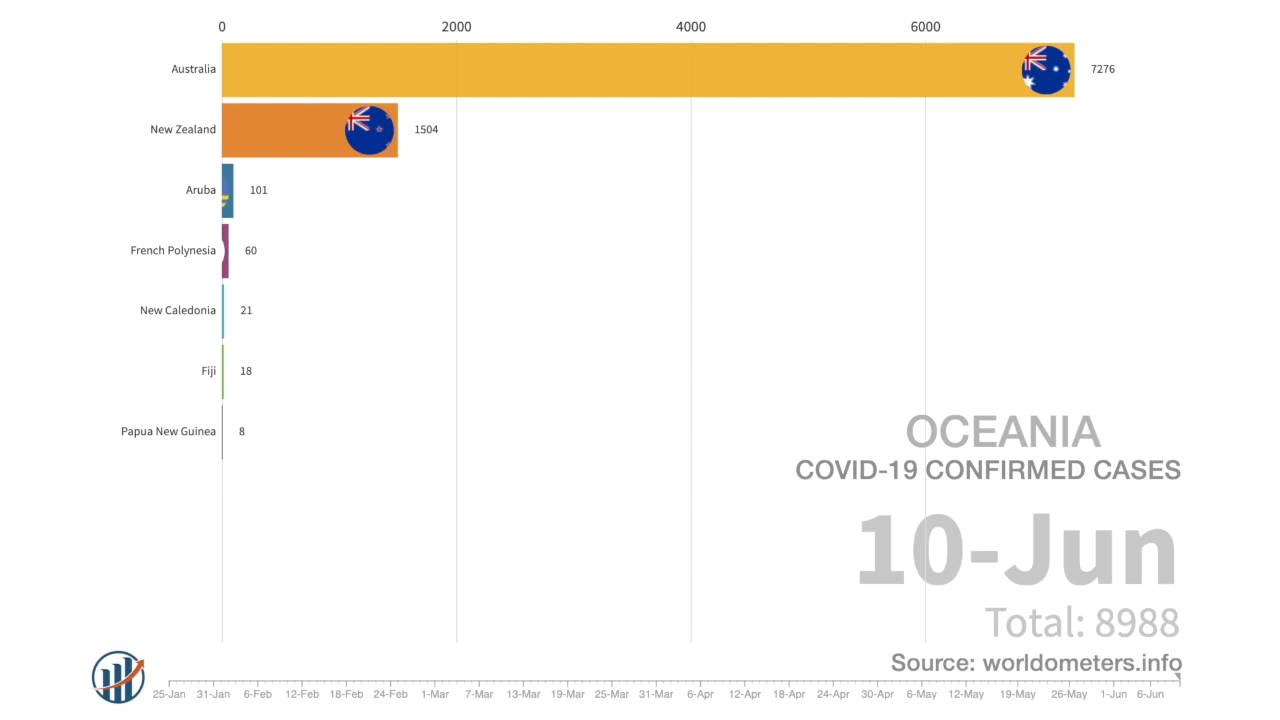 0 2000 4000 6000
Australia 7276
New Zealand 1504
Aruba 101
French Polynesia 60
New Caledonia 21
Fiji 18
Papua New Guinea 8
OCEANIA
COVID-19 CONFIRMED CASES
10-Jun
Total: 8988
Source: worldometers.info
25-Jan 31-Jan 6-Feb 12-Feb 18-Feb 24-Feb 1-Mar 7-Mar 13-Mar 19-Mar 25-Mar 31-Mar 6-Apr 12-Apr 18-Apr 24-Apr 30-Apr 6-May 12-May 19-May 26-May 1-Jun 6-Jun